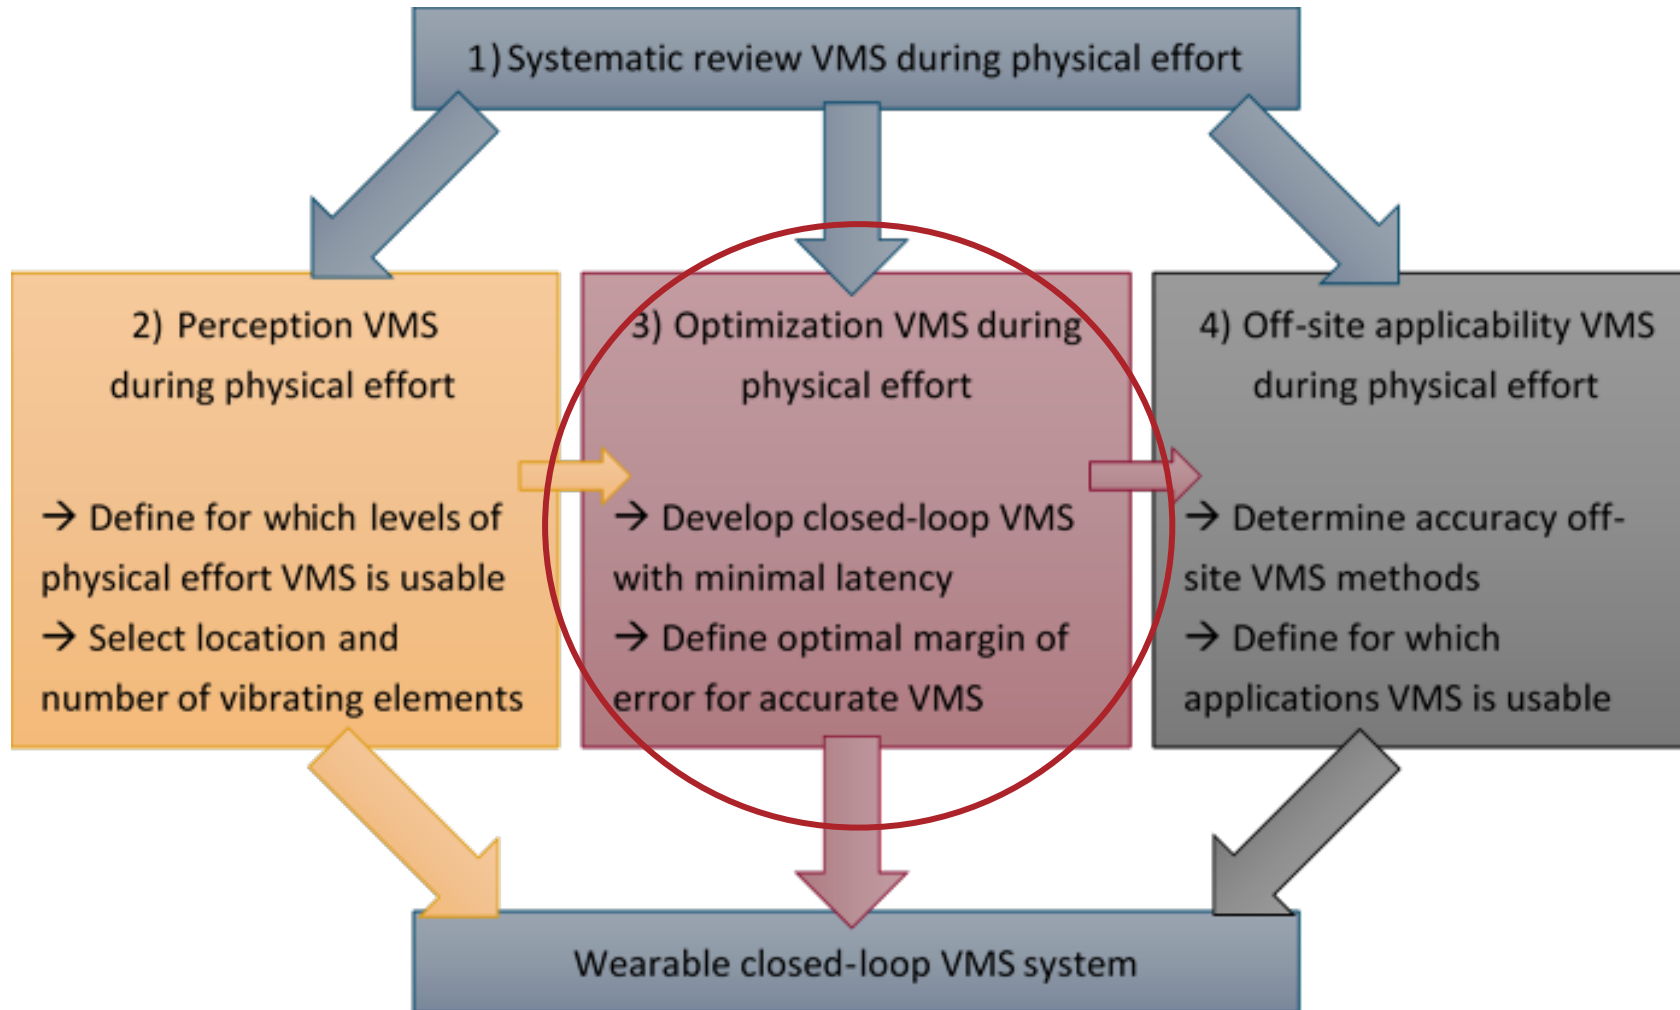 1) Systematic review VMS during physical effort
2) Perception VMS
during physical effort
→ Define for which levels of
physical effort VMS is usable
→ Select location and
number of vibrating elements
3) Optimization VMS during
physical effort
→ Develop closed-loop VMS
with minimal latency
→ Define optimal margin of
error for accurate VMS
4) Off-site applicability VMS
during physical effort
→ Determine accuracy off-
site VMS methods
→ Define for which
applications VMS is usable
Wearable closed-loop VMS system